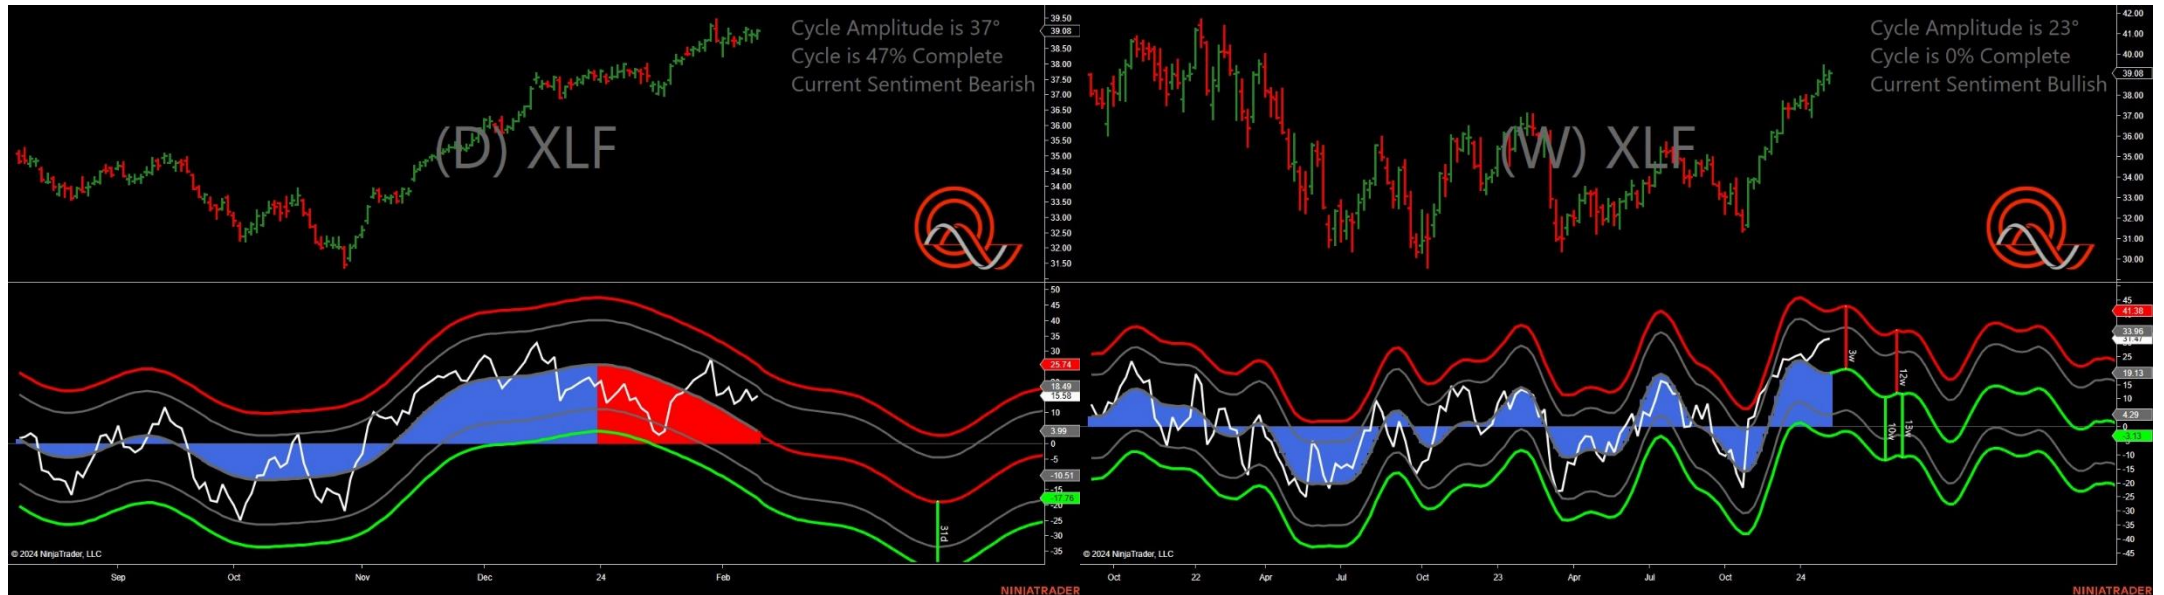 Cycle Amplitude is 37°
Cycle is 47% Complete
Current Sentiment Bearish
(D) XLF
39.50
39.08
38.50
38.00
37.50
37.00
36.50
36.00
35.50
35.00
34.50
34.00
33.50
33.00
32.50
32.00
31.50
50
45
40
35
30
25.74
18.49
15.58
10
3.99
0
-5
-10.51
-15
-17.76
-20
-25
-30
-35
31d
© 2024 NinjaTrader, LLC
Sep
Oct
Nov
Dec
24
Feb
NINJATRADER
Cycle Amplitude is 23°
Cycle is 0% Complete
Current Sentiment Bullish
(W) XLF
42.00
41.00
40.00
39.08
38.00
37.00
36.00
35.00
34.00
33.00
32.00
31.00
30.00
45
41.38
33.96
31.47
25
19.13
15
10
4.29
0
-3.13
-10
-15
-20
-25
-30
-35
-40
-45
3w
12w
10w
13w
© 2024 NinjaTrader, LLC
Oct
22
Apr
Jul
Oct
23
Apr
Jul
Oct
24
NINJATRADER